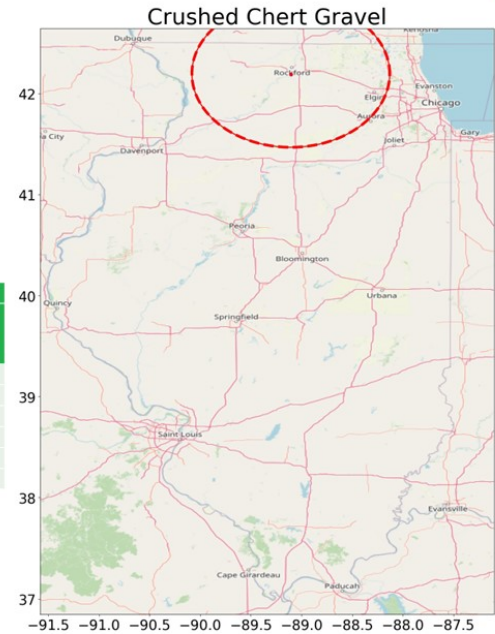 Crushed Chert Gravel
Dubuque
Kenosha
Rockford
42
Elgin
Evanston
Chicago
Aurora
Joliet
Gary
a City
Davenport
41
Peoria
Bloomington
40
Quincy
Urbana
Springfield
39
Saint Louis
38
Evansville
Cape Girardeau
Paducah
37
−91.5 −91.0 −90.5 −90.0 −89.5 −89.0 −88.5 −88.0 −87.5